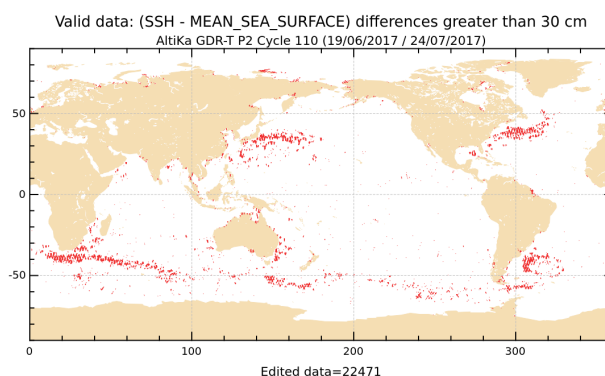 Valid data: (SSH - MEAN_SEA_SURFACE) differences greater than 30 cm
AltiKa GDR-T P2 Cycle 110 (19/06/2017 / 24/07/2017)
50
0
-50
0 100 200 300
Edited data=22471